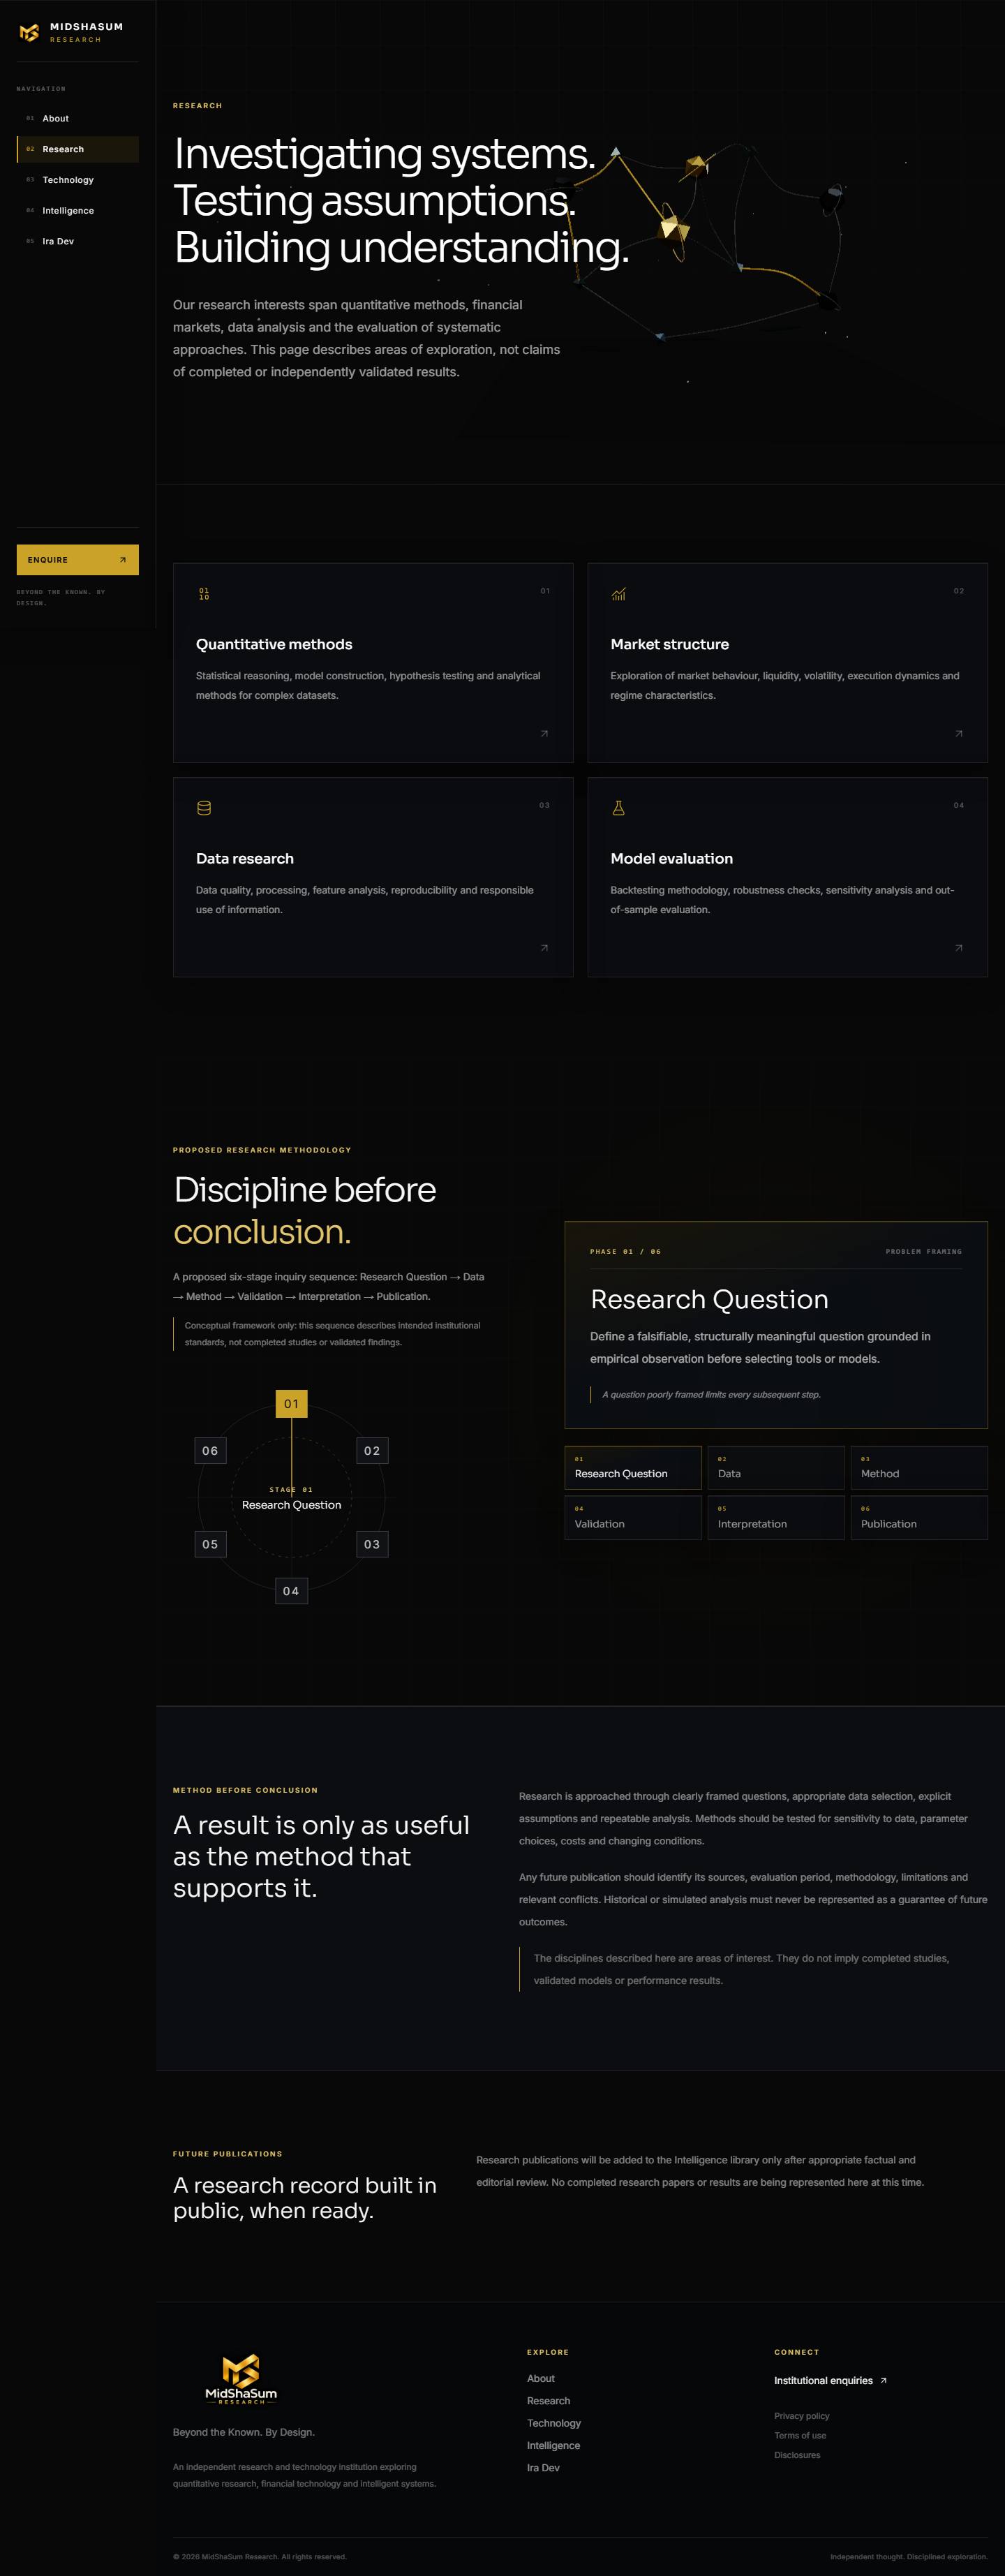 MIDSHASUM
RESEARCH
NAVIGATION
01 About
02 Research
03 Technology
04 Intelligence
05 Ira Dev
ENQUIRE
BEYOND THE KNOWN. BY
DESIGN.
RESEARCH
Investigating systems.
Testing assumptions.
Building understanding.
Our research interests span quantitative methods, financial
markets, data analysis and the evaluation of systematic
approaches. This page describes areas of exploration, not claims
of completed or independently validated results.
01
10
01
Quantitative methods
Statistical reasoning, model construction, hypothesis testing and analytical
methods for complex datasets.
02
Market structure
Exploration of market behaviour, liquidity, volatility, execution dynamics and
regime characteristics.
03
Data research
Data quality, processing, feature analysis, reproducibility and responsible
use of information.
04
Model evaluation
Backtesting methodology, robustness checks, sensitivity analysis and out-
of-sample evaluation.
PROPOSED RESEARCH METHODOLOGY
Discipline before
conclusion.
A proposed six-stage inquiry sequence: Research Question → Data
→ Method → Validation → Interpretation → Publication.
Conceptual framework only: this sequence describes intended institutional
standards, not completed studies or validated findings.
01
06
02
STAGE 01
Research Question
05
03
04
PHASE 01 / 06
PROBLEM FRAMING
Research Question
Define a falsifiable, structurally meaningful question grounded in
empirical observation before selecting tools or models.
A question poorly framed limits every subsequent step.
01
Research Question
02
Data
03
Method
04
Validation
05
Interpretation
06
Publication
METHOD BEFORE CONCLUSION
A result is only as useful
as the method that
supports it.
Research is approached through clearly framed questions, appropriate data selection, explicit
assumptions and repeatable analysis. Methods should be tested for sensitivity to data, parameter
choices, costs and changing conditions.
Any future publication should identify its sources, evaluation period, methodology, limitations and
relevant conflicts. Historical or simulated analysis must never be represented as a guarantee of future
outcomes.
The disciplines described here are areas of interest. They do not imply completed studies,
validated models or performance results.
FUTURE PUBLICATIONS
A research record built in
public, when ready.
Research publications will be added to the Intelligence library only after appropriate factual and
editorial review. No completed research papers or results are being represented here at this time.
MidShaSum
RESEARCH
Beyond the Known. By Design.
An independent research and technology institution exploring
quantitative research, financial technology and intelligent systems.
EXPLORE
About
Research
Technology
Intelligence
Ira Dev
CONNECT
Institutional enquiries
Privacy policy
Terms of use
Disclosures
© 2026 MidShaSum Research. All rights reserved.
Independent thought. Disciplined exploration.